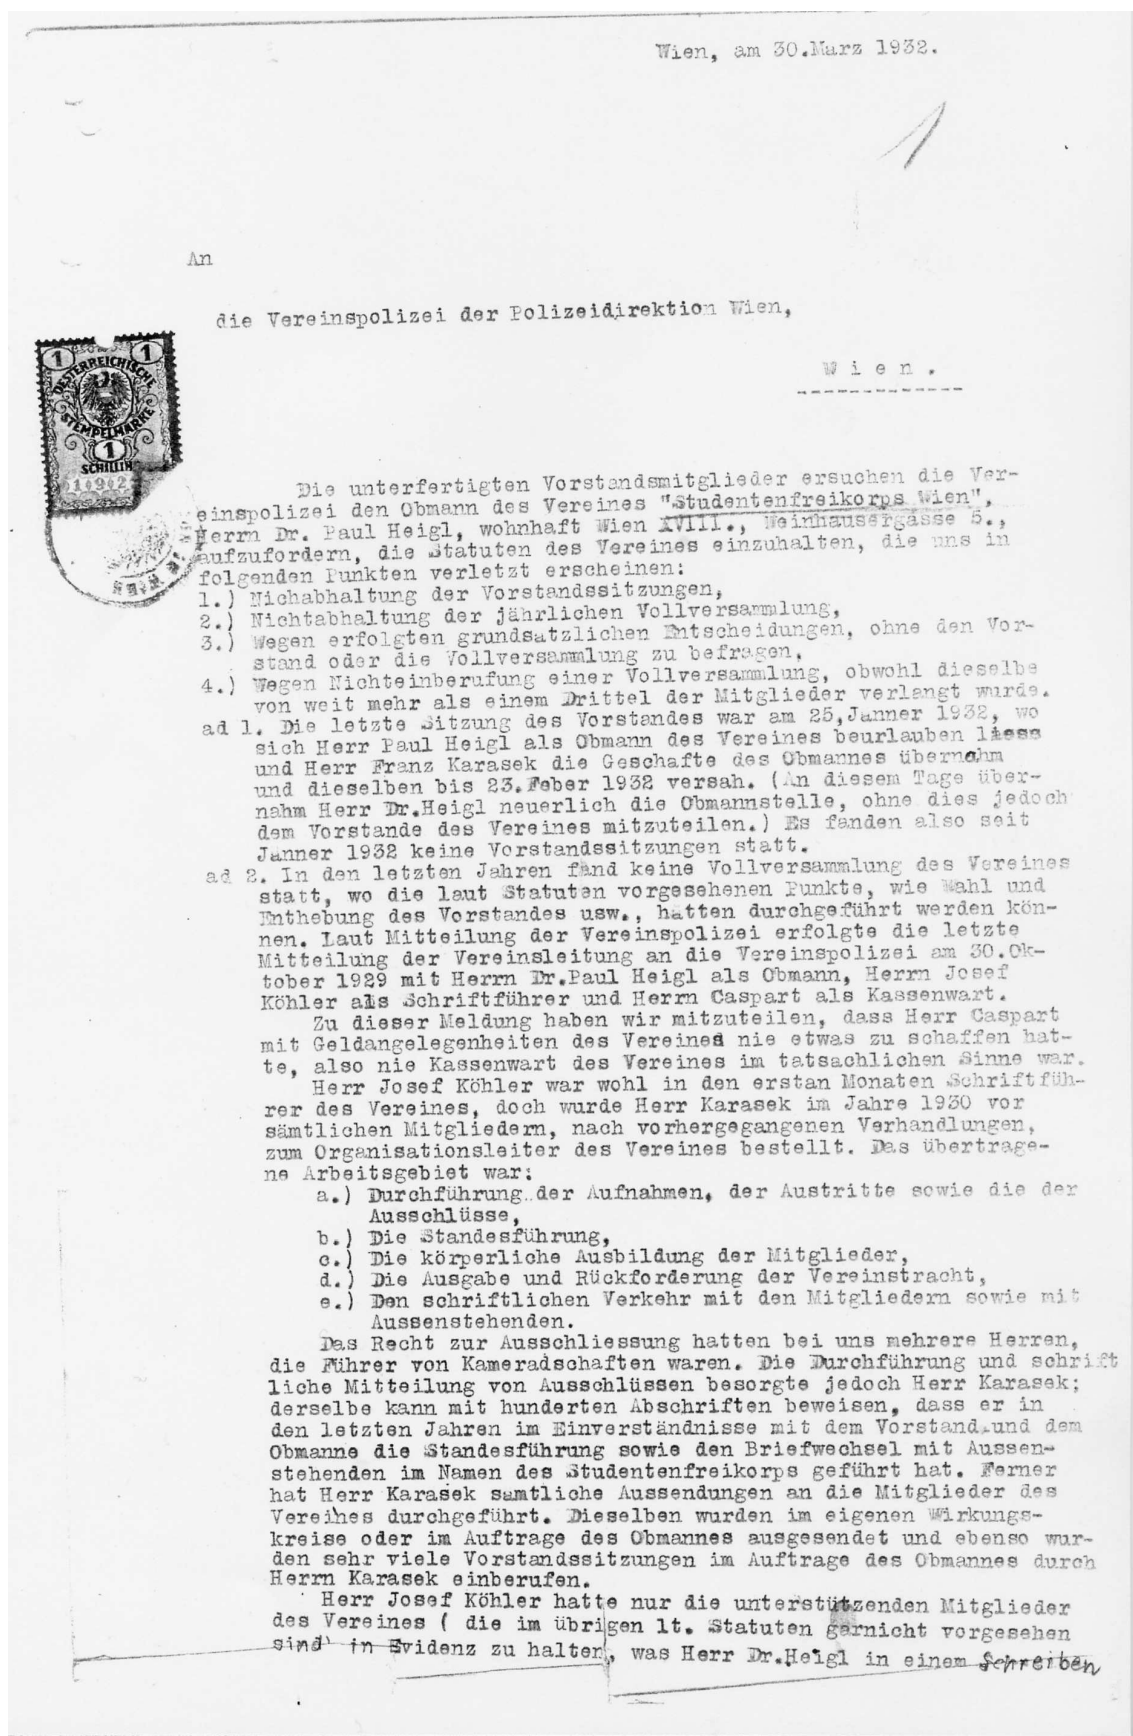 Wien, am 30.März 1932.
1
An
die Vereinspolizei der Polizeidirektion Wien,
W i e n .
1
1
OESTERREICHISCHE
STEMPELMARKE
1
SCHILLIN
Die unterfertigten Vorstandsmitglieder ersuchen die Ver-
einspolizei den Obmann des Vereines "Studentenfreikorps Wien",
Herrn Dr. Paul Heigl, wohnhaft Wien XVIII., Weinhausergasse 5.,
aufzufordern, die Statuten des Vereines einzuhalten, die uns in
folgenden Punkten verletzt erscheinen:
1.) Nichabhaltung der Vorstandssitzungen,
2.) Nichtabhaltung der jährlichen Vollversammlung,
3.) Wegen erfolgten grundsätzlichen Entscheidungen, ohne den Vor-
stand oder die Vollversammlung zu befragen,
4.) Wegen Nichteinberufung einer Vollversammlung, obwohl dieselbe
von weit mehr als einem Drittel der Mitglieder verlangt wurde.
ad 1. Die letzte Sitzung des Vorstandes war am 25,Jänner 1932, wo
sich Herr Paul Heigl als Obmann des Vereines beurlauben liess
und Herr Franz Karasek die Geschäfte des Obmannes übernahm
und dieselben bis 23.Feber 1932 versah. (An diesem Tage über-
nahm Herr Dr.Heigl neuerlich die Obmannstelle, ohne dies jedoch
dem Vorstande des Vereines mitzuteilen.) Es fanden also seit
Jänner 1932 keine Vorstandssitzungen statt.
ad 2. In den letzten Jahren fand keine Vollversammlung des Vereines
statt, wo die laut Statuten vorgesehenen Punkte, wie Wahl und
Enthebung des Vorstandes usw., hätten durchgeführt werden kön-
nen. Laut Mitteilung der Vereinspolizei erfolgte die letzte
Mitteilung der Vereinsleitung an die Vereinspolizei am 30.Ok-
tober 1929 mit Herrn Dr.Paul Heigl als Obmann, Herrn Josef
Köhler als Schriftführer und Herrn Caspart als Kassenwart.
Zu dieser Meldung haben wir mitzuteilen, dass Herr Caspart
mit Geldangelegenheiten des Vereines nie etwas zu schaffen hat-
te, also nie Kassenwart des Vereines im tatsächlichen Sinne war.
Herr Josef Köhler war wohl in den erstan Monaten Schriftfüh-
rer des Vereines, doch wurde Herr Karasek im Jahre 1930 vor
sämtlichen Mitgliedern, nach vorhergegangenen Verhandlungen,
zum Organisationsleiter des Vereines bestellt. Das übertrage-
ne Arbeitsgebiet war:
a.) Durchführung der Aufnahmen, der Austritte sowie die der
Ausschlüsse,
b.) Die Standesführung,
c.) Die körperliche Ausbildung der Mitglieder,
d.) Die Ausgabe und Rückforderung der Vereinstracht,
e.) Den schriftlichen Verkehr mit den Mitgliedern sowie mit
Aussenstehenden.
Das Recht zur Ausschliessung hatten bei uns mehrere Herren,
die Führer von Kameradschaften waren. Die Durchführung und schrift
liche Mitteilung von Ausschlüssen besorgte jedoch Herr Karasek;
derselbe kann mit hunderten Abschriften beweisen, dass er in
den letzten Jahren im Einverständnisse mit dem Vorstand und dem
Obmanne die Standesführung sowie den Briefwechsel mit Aussen-
stehenden im Namen des Studentenfreikorps geführt hat. Ferner
hat Herr Karasek sämtliche Aussendungen an die Mitglieder des
Vereines durchgeführt. Dieselben wurden im eigenen Wirkungs-
kreise oder im Auftrage des Obmannes ausgesendet und ebenso wur-
den sehr viele Vorstandssitzungen im Auftrage des Obmannes durch
Herrn Karasek einberufen.
Herr Josef Köhler hatte nur die unterstützenden Mitglieder
des Vereines ( die im übrigen lt. Statuten garnicht vorgesehen
sind in Evidenz zu halten, was Herr Dr.Heigl in einem Schreiben